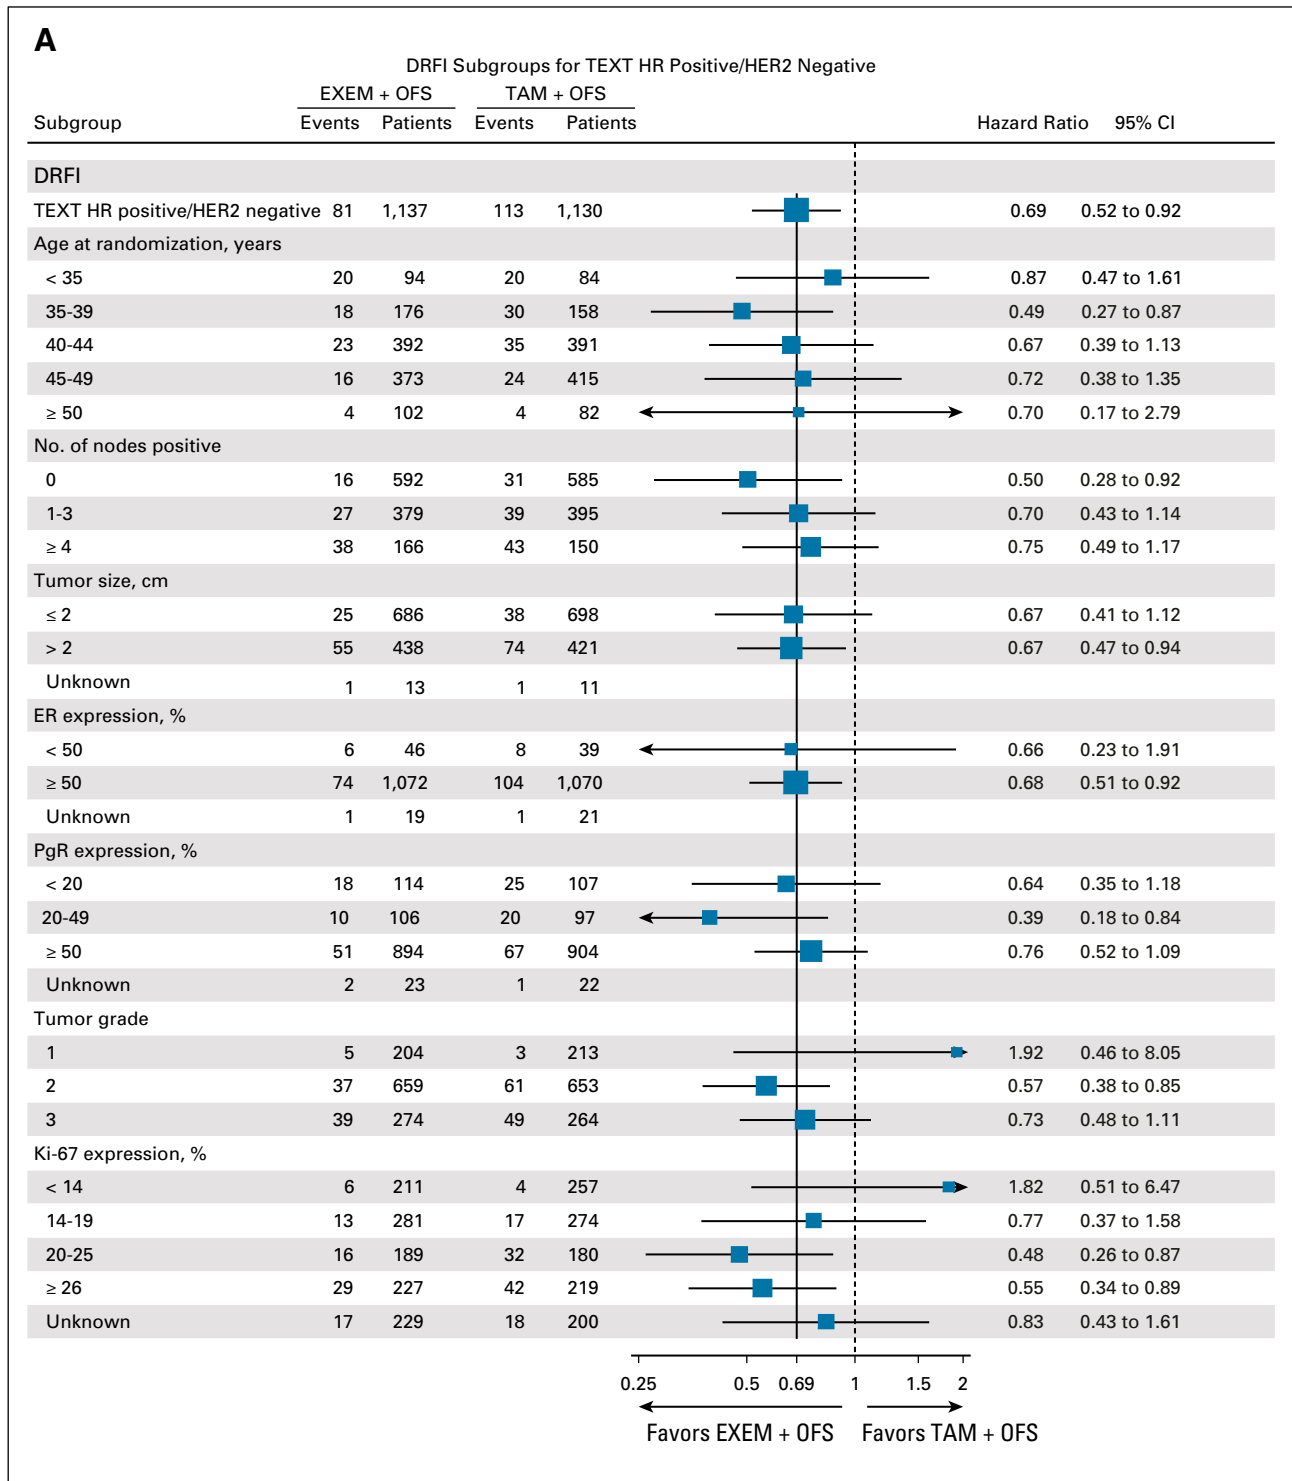 A
DRFI Subgroups for TEXT HR Positive/HER2 Negative
EXEM + OFS TAM + OFS
Subgroup Events Patients Events Patients Hazard Ratio 95% CI
DRFI
TEXT HR positive/HER2 negative 81 1,137 113 1,130 0.69 0.52 to 0.92
Age at randomization, years
< 35 20 94 20 84 0.87 0.47 to 1.61
35-39 18 176 30 158 0.49 0.27 to 0.87
40-44 23 392 35 391 0.67 0.39 to 1.13
45-49 16 373 24 415 0.72 0.38 to 1.35
≥ 50 4 102 4 82 0.70 0.17 to 2.79
No. of nodes positive
0 16 592 31 585 0.50 0.28 to 0.92
1-3 27 379 39 395 0.70 0.43 to 1.14
≥ 4 38 166 43 150 0.75 0.49 to 1.17
Tumor size, cm
≤ 2 25 686 38 698 0.67 0.41 to 1.12
> 2 55 438 74 421 0.67 0.47 to 0.94
Unknown 1 13 1 11
ER expression, %
< 50 6 46 8 39 0.66 0.23 to 1.91
≥ 50 74 1,072 104 1,070 0.68 0.51 to 0.92
Unknown 1 19 1 21
PgR expression, %
< 20 18 114 25 107 0.64 0.35 to 1.18
20-49 10 106 20 97 0.39 0.18 to 0.84
≥ 50 51 894 67 904 0.76 0.52 to 1.09
Unknown 2 23 1 22
Tumor grade
1 5 204 3 213 1.92 0.46 to 8.05
2 37 659 61 653 0.57 0.38 to 0.85
3 39 274 49 264 0.73 0.48 to 1.11
Ki-67 expression, %
< 14 6 211 4 257 1.82 0.51 to 6.47
14-19 13 281 17 274 0.77 0.37 to 1.58
20-25 16 189 32 180 0.48 0.26 to 0.87
≥ 26 29 227 42 219 0.55 0.34 to 0.89
Unknown 17 229 18 200 0.83 0.43 to 1.61
0.25 0.5 0.69 1 1.5 2
Favors EXEM + OFS Favors TAM + OFS